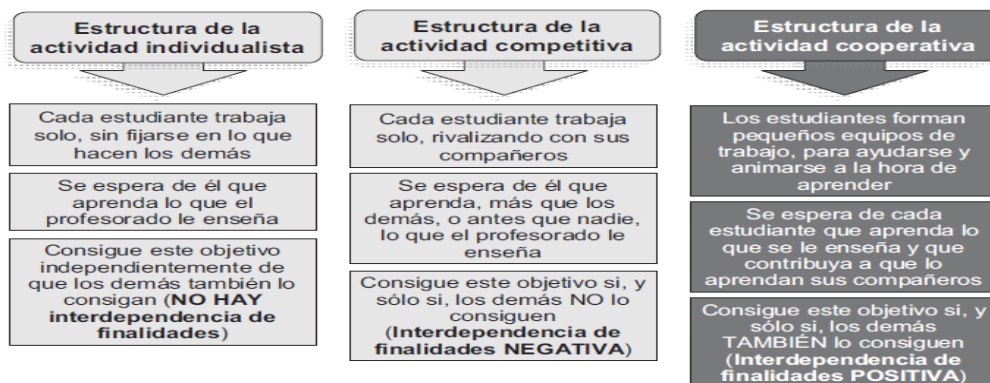 Estructura de la
actividad individualista
Cada estudiante trabaja
solo, sin fijarse en lo que
hacen los demás
Se espera de él que
aprenda lo que el
profesorado le enseña
Consigue este objetivo
independientemente de
que los demás también lo
consigan (NO HAY
interdependencia de
finalidades)
Estructura de la
actividad competitiva
Cada estudiante trabaja
solo, rivalizando con sus
compañeros
Se espera de él que
aprenda, más que los
demás, o antes que nadie,
lo que el profesorado le
enseña
Consigue este objetivo si, y
sólo si, los demás NO lo
consiguen
(Interdependencia de
finalidades NEGATIVA)
Estructura de la
actividad cooperativa
Los estudiantes forman
pequeños equipos de
trabajo, para ayudarse y
animarse a la hora de
aprender
Se espera de cada
estudiante que aprenda lo
que se le enseña y que
contribuya a que lo
aprendan sus compañeros
Consigue este objetivo si, y
sólo si, los demás
TAMBIÉN lo consiguen
(Interdependencia de
finalidades POSITIVA)